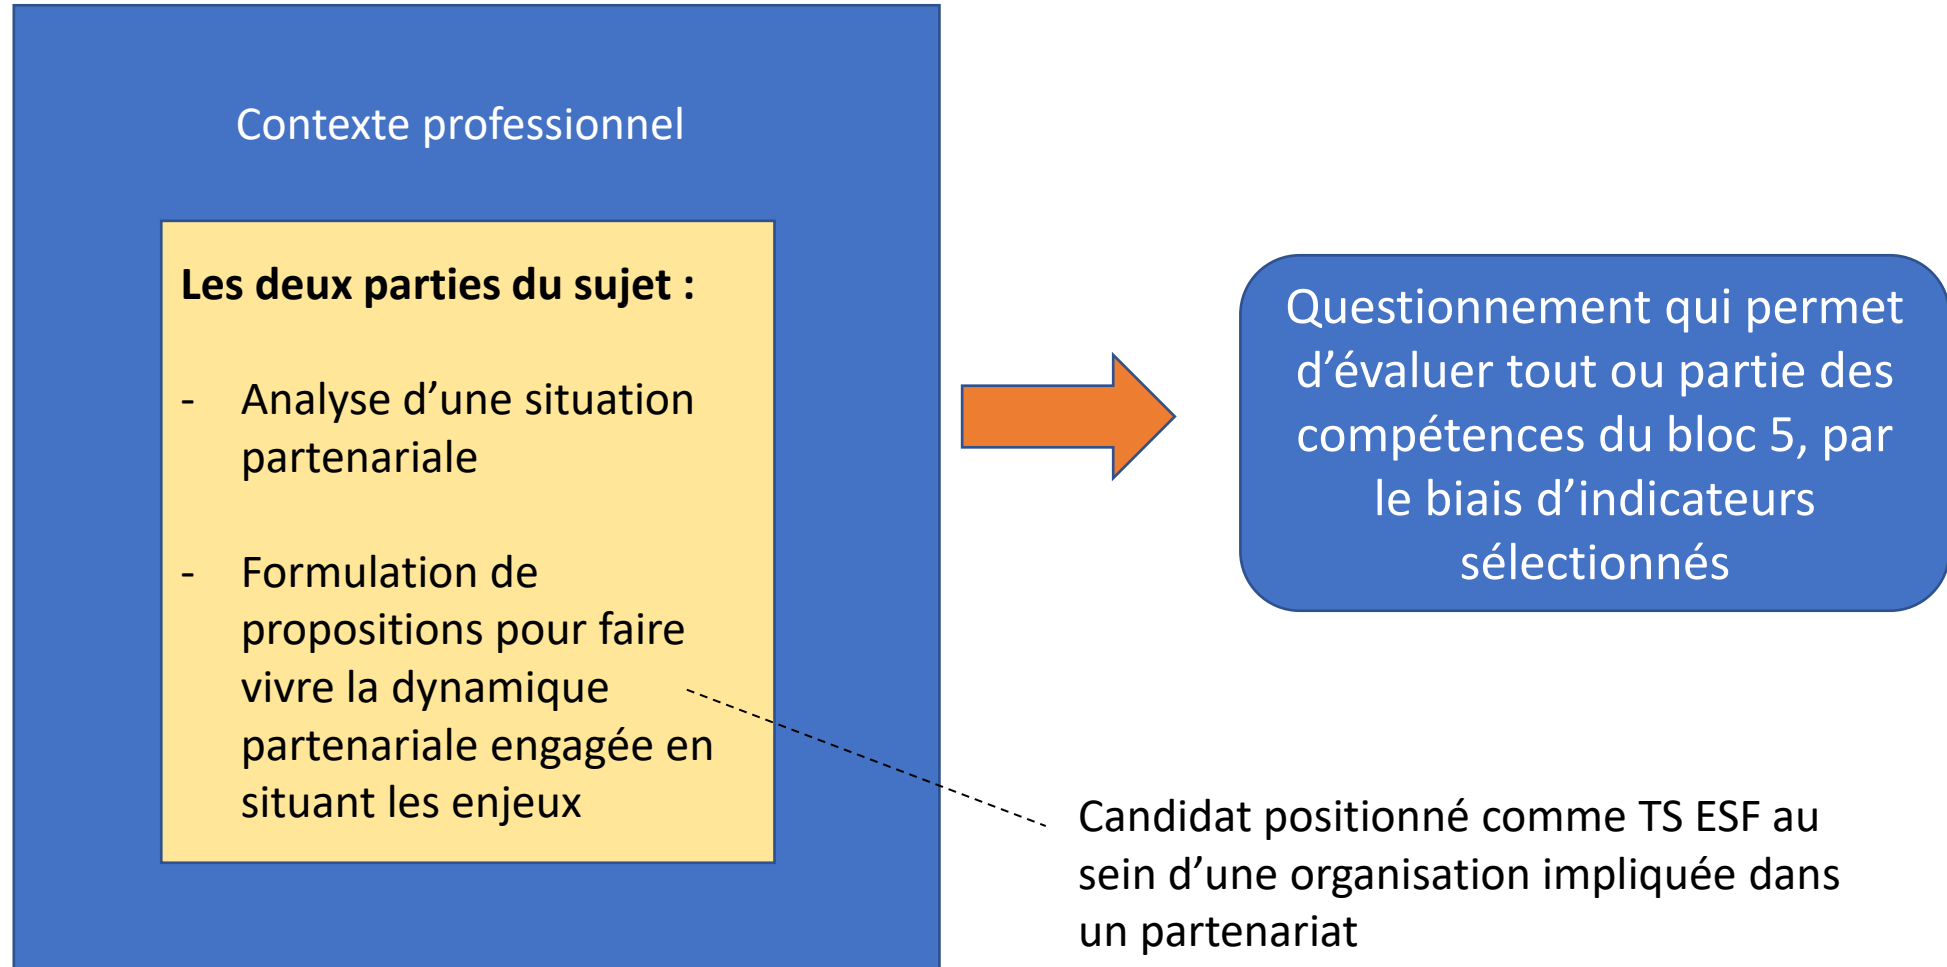 Contexte professionnel
Les deux parties du sujet :
- Analyse d’une situation
partenariale
- Formulation de
propositions pour faire
vivre la dynamique
partenariale engagée en
situant les enjeux
Questionnement qui permet
d’évaluer tout ou partie des
compétences du bloc 5, par
le biais d’indicateurs
sélectionnés
Candidat positionné comme TS ESF au
sein d’une organisation impliquée dans
un partenariat